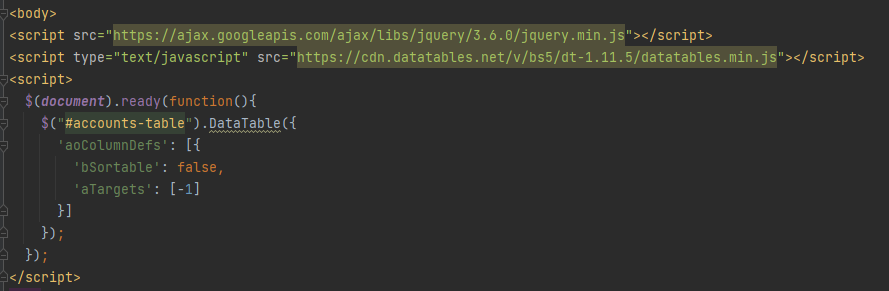 <body>
<script src="https://ajax.googleapis.com/ajax/libs/jquery/3.6.0/jquery.min.js"></script>
<script type="text/javascript" src="https://cdn.datatables.net/v/bs5/dt-1.11.5/datatables.min.js"></script>
<script>
  $(document).ready(function(){
    $("#accounts-table").DataTable({
      'aoColumnDefs': [{
        'bSortable': false,
        'aTargets': [-1]
      }]
    });
  });
</script>